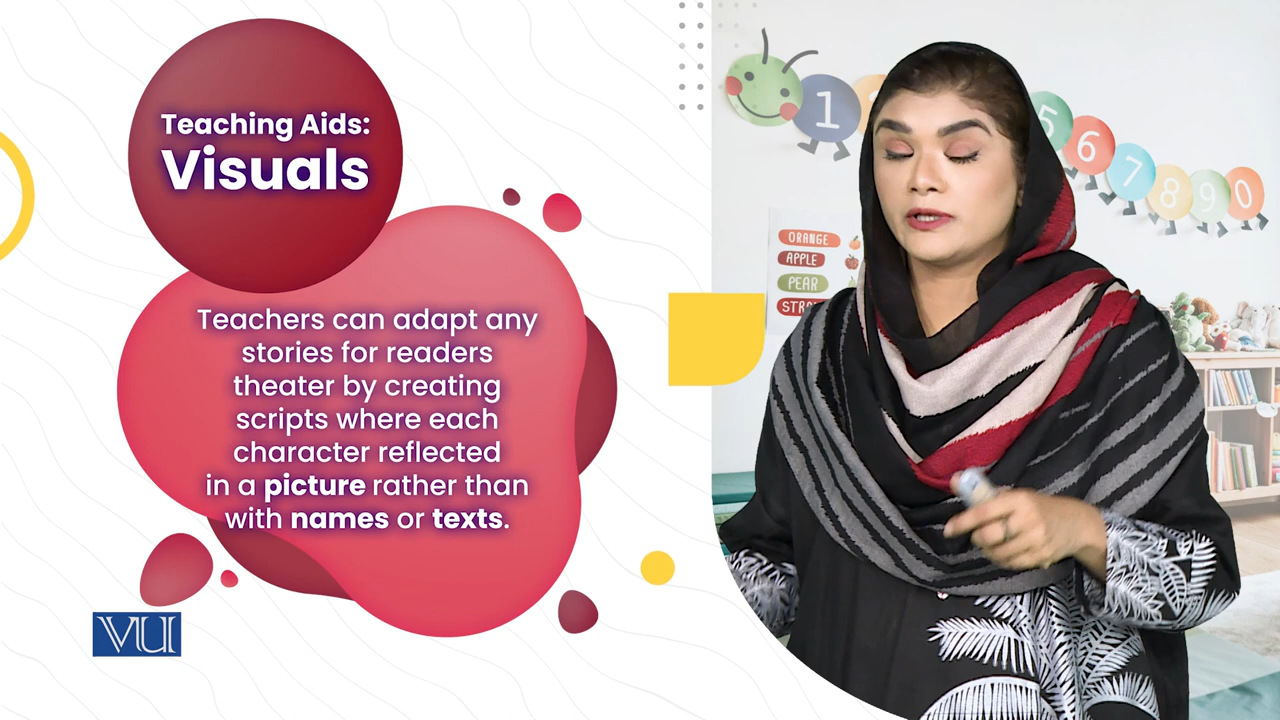 Teaching Aids:
Visuals
Teachers can adapt any
stories for readers
theater by creating
scripts where each
character reflected
in a picture rather than
with names or texts.
VU
1
5 6 7 8 9 0
ORANGE
APPLE
PEAR